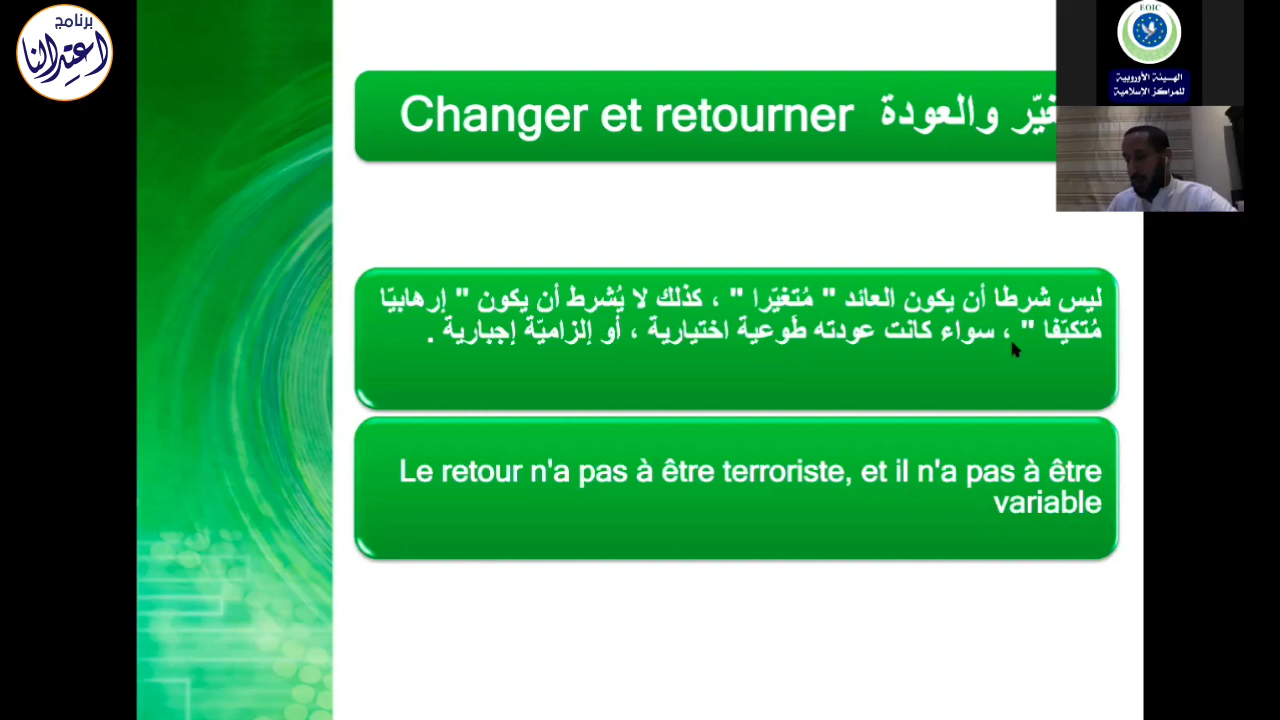 برنامج
اعتدالنا
EOIC
الهيئة الأوروبية
للمراكز الإسلامية
والعودة Changer et retourner
ليس شرطا أن يكون العائد " مُتغيّرا " ، كذلك لا يُشرط أن يكون " إرهابيّا
مُتكيّفا " ، سواء كانت عودته طَوعية اختيارية ، أو إلزاميّة إجبارية .
Le retour n'a pas à être terroriste, et il n'a pas à être
variable